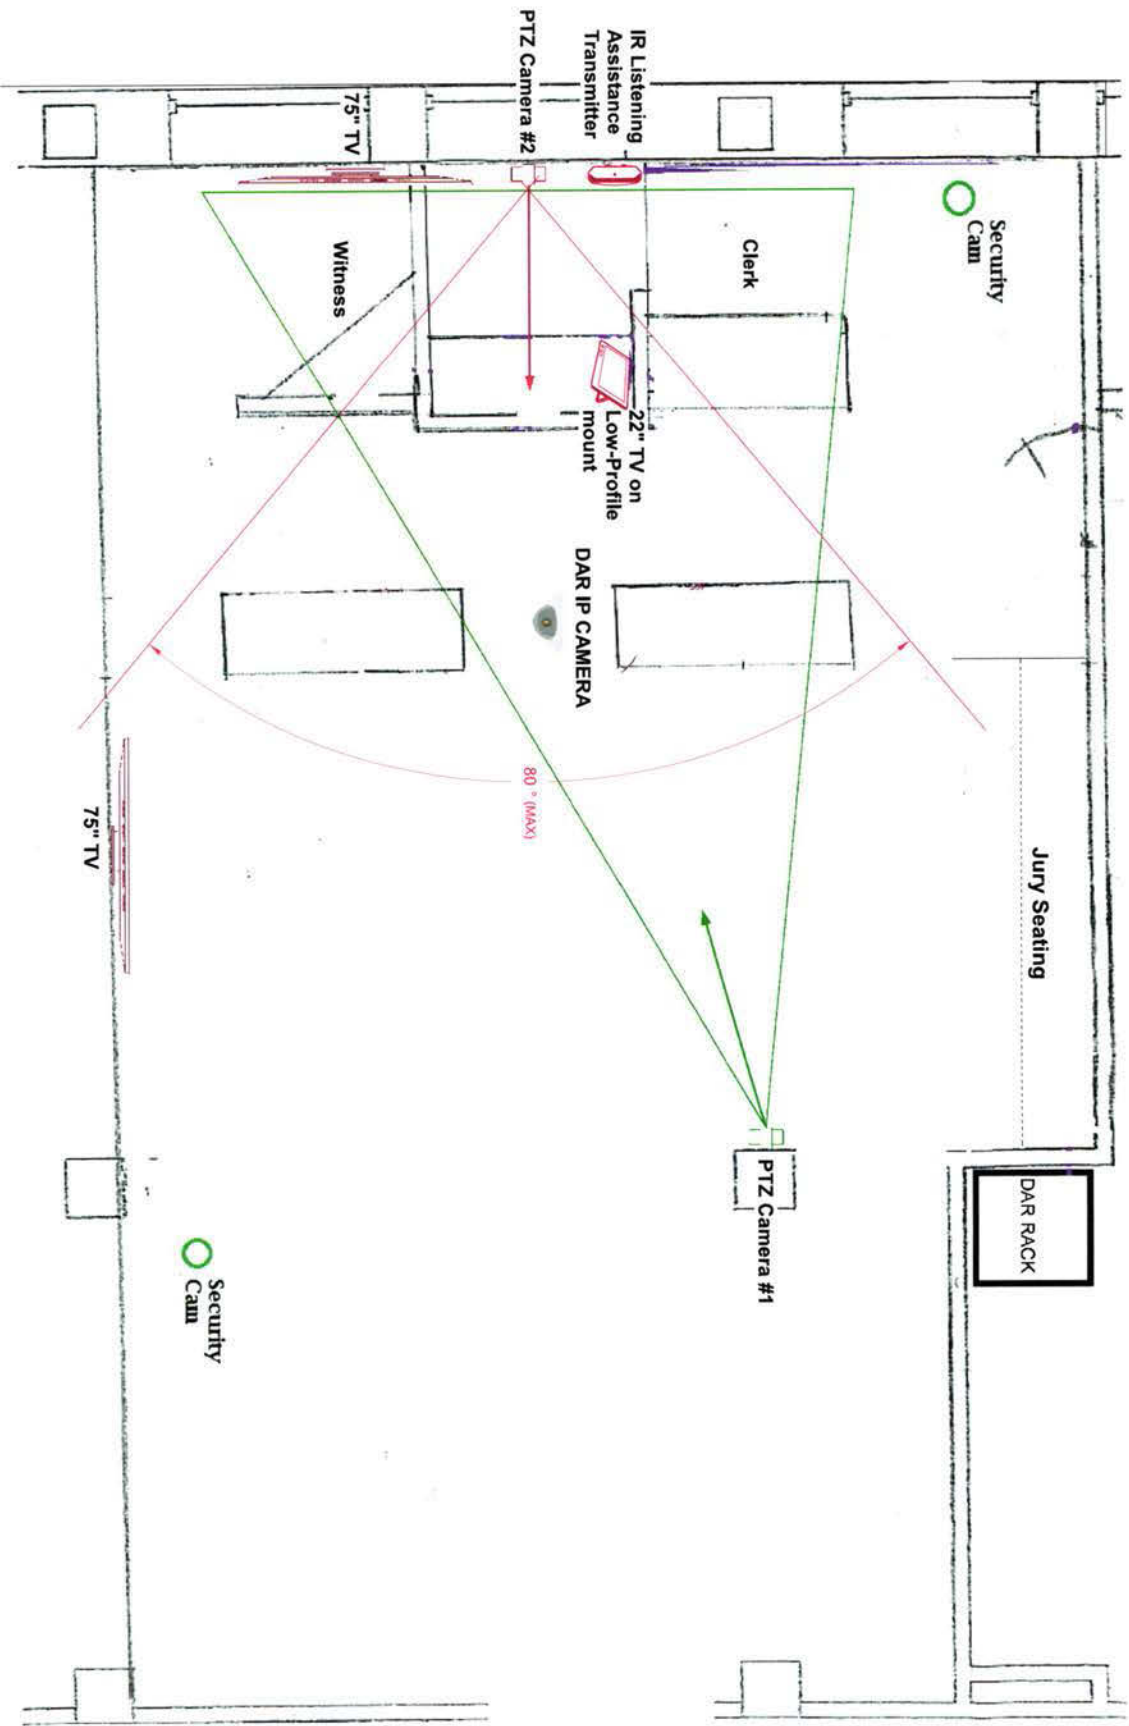 IR Listening
Assistance
Transmitter
PTZ Camera #2
75" TV
Security
Cam
Clerk
Witness
22" TV on
Low-Profile
mount
DAR IP CAMERA
80 ° (MAX)
Jury Seating
75" TV
PTZ Camera #1
DAR RACK
Security
Cam